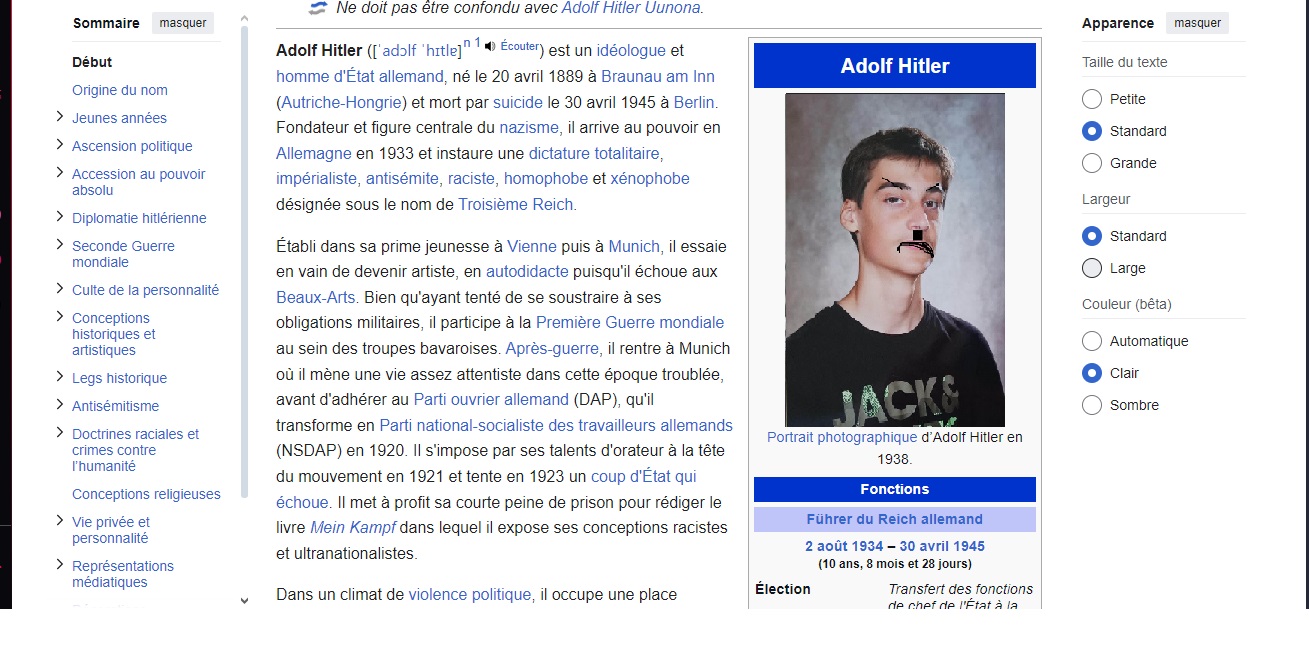 Sommaire masquer
Début
Origine du nom
Jeunes années
Ascension politique
Accession au pouvoir
absolu
Diplomatie hitlérienne
Seconde Guerre
mondiale
Culte de la personnalité
Conceptions
historiques et
artistiques
Legs historique
Antisémitisme
Doctrines raciales et
crimes contre
l'humanité
Conceptions religieuses
Vie privée et
personnalité
Représentations
médiatiques
Ne doit pas être confondu avec Adolf Hitler Uunona.
Adolf Hitler ([ˈadɔlf ˈhɪtlɐ]n 1 Écouter) est un idéologue et
homme d'État allemand, né le 20 avril 1889 à Braunau am Inn
(Autriche-Hongrie) et mort par suicide le 30 avril 1945 à Berlin.
Fondateur et figure centrale du nazisme, il arrive au pouvoir en
Allemagne en 1933 et instaure une dictature totalitaire,
impérialiste, antisémite, raciste, homophobe et xénophobe
désignée sous le nom de Troisième Reich.
Établi dans sa prime jeunesse à Vienne puis à Munich, il essaie
en vain de devenir artiste, en autodidacte puisqu'il échoue aux
Beaux-Arts. Bien qu'ayant tenté de se soustraire à ses
obligations militaires, il participe à la Première Guerre mondiale
au sein des troupes bavaroises. Après-guerre, il rentre à Munich
où il mène une vie assez attentiste dans cette époque troublée,
avant d'adhérer au Parti ouvrier allemand (DAP), qu'il
transforme en Parti national-socialiste des travailleurs allemands
(NSDAP) en 1920. Il s'impose par ses talents d'orateur à la tête
du mouvement en 1921 et tente en 1923 un coup d'État qui
échoue. Il met à profit sa courte peine de prison pour rédiger le
livre Mein Kampf dans lequel il expose ses conceptions racistes
et ultranationalistes.
Dans un climat de violence politique, il occupe une place
Adolf Hitler
JACK&
Portrait photographique d'Adolf Hitler en
1938.
Fonctions
Führer du Reich allemand
2 août 1934 – 30 avril 1945
(10 ans, 8 mois et 28 jours)
Élection Transfert des fonctions
de chef de l'État à la
Apparence masquer
Taille du texte
Petite
Standard
Grande
Largeur
Standard
Large
Couleur (bêta)
Automatique
Clair
Sombre